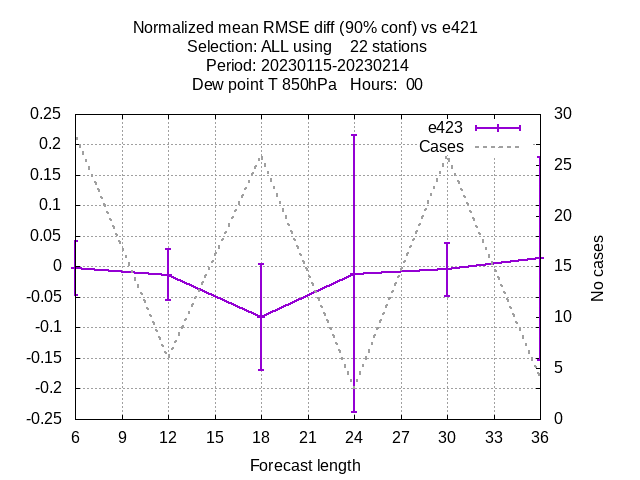 Normalized mean RMSE diff (90% conf) vs e421
Selection: ALL using    22 stations
Period: 20230115-20230214
Dew point T 850hPa   Hours:  00
0.25
0.2
0.15
0.1
0.05
0
-0.05
-0.1
-0.15
-0.2
-0.25
e423
Cases
30
25
20
15
10
5
0
No cases
6 9 12 15 18 21 24 27 30 33 36
Forecast length